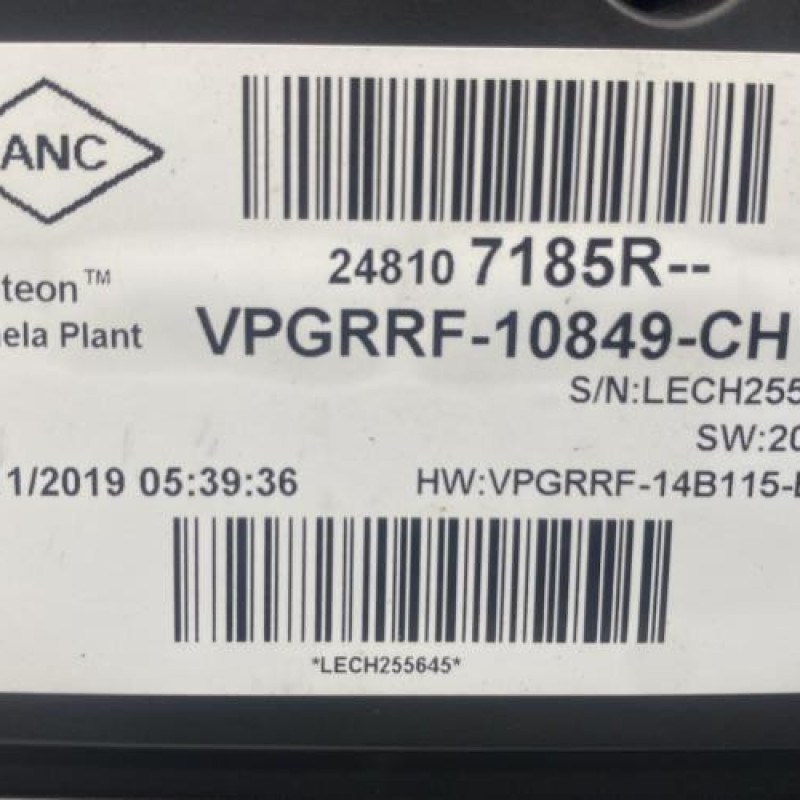 ANC
24810 7185R--
teon™
ela Plant
VPGRRF-10849-CH
S/N:LECH255
SW:20
1/2019 05:39:36
HW:VPGRRF-14B115-
*LECH255645*